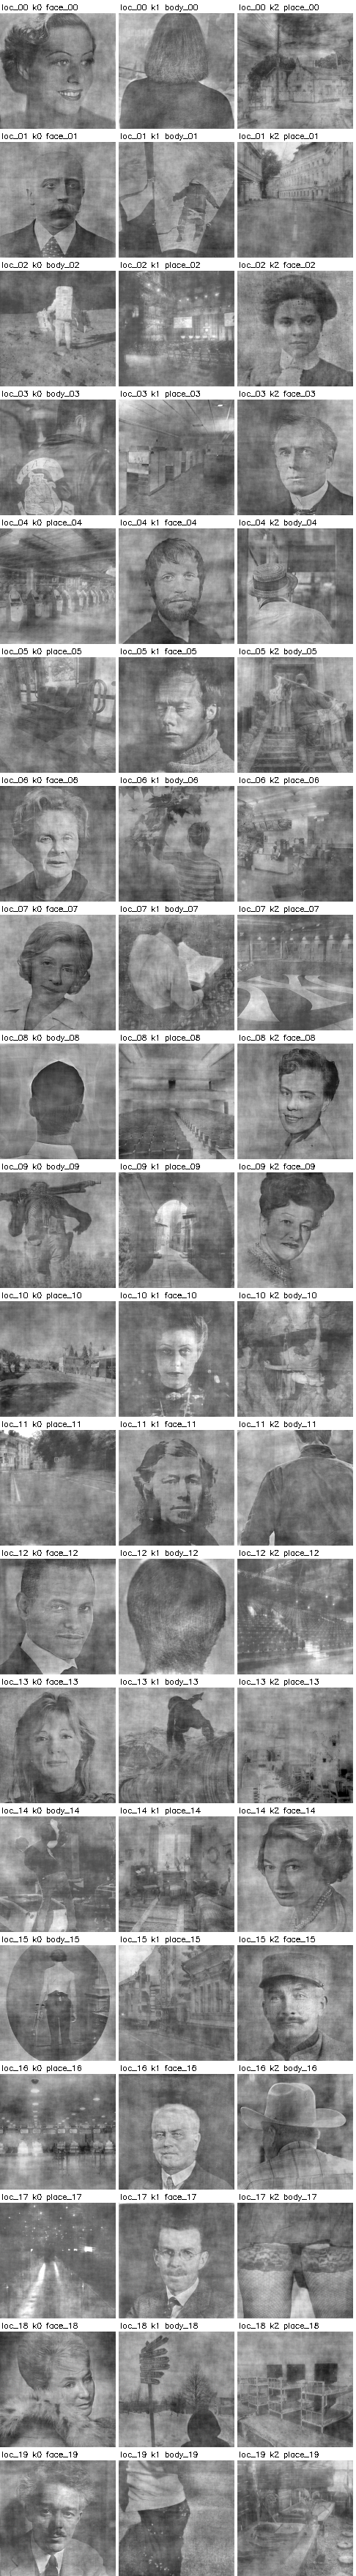 loc_00 k0 face_00 loc_00 k1 body_00 loc_00 k2 place_00
loc_01 k0 face_01 loc_01 k1 body_01 loc_01 k2 place_01
loc_02 k0 body_02 loc_02 k1 place_02 loc_02 k2 face_02
loc_03 k0 body_03 loc_03 k1 place_03 loc_03 k2 face_03
loc_04 k0 place_04 loc_04 k1 face_04 loc_04 k2 body_04
loc_05 k0 place_05 loc_05 k1 face_05 loc_05 k2 body_05
loc_06 k0 face_06 loc_06 k1 body_06 loc_06 k2 place_06
loc_07 k0 face_07 loc_07 k1 body_07 loc_07 k2 place_07
loc_08 k0 body_08 loc_08 k1 place_08 loc_08 k2 face_08
loc_09 k0 body_09 loc_09 k1 place_09 loc_09 k2 face_09
loc_10 k0 place_10 loc_10 k1 face_10 loc_10 k2 body_10
loc_11 k0 place_11 loc_11 k1 face_11 loc_11 k2 body_11
loc_12 k0 face_12 loc_12 k1 body_12 loc_12 k2 place_12
loc_13 k0 face_13 loc_13 k1 body_13 loc_13 k2 place_13
loc_14 k0 body_14 loc_14 k1 place_14 loc_14 k2 face_14
loc_15 k0 body_15 loc_15 k1 place_15 loc_15 k2 face_15
loc_16 k0 place_16 loc_16 k1 face_16 loc_16 k2 body_16
loc_17 k0 place_17 loc_17 k1 face_17 loc_17 k2 body_17
loc_18 k0 face_18 loc_18 k1 body_18 loc_18 k2 place_18
loc_19 k0 face_19 loc_19 k1 body_19 loc_19 k2 place_19